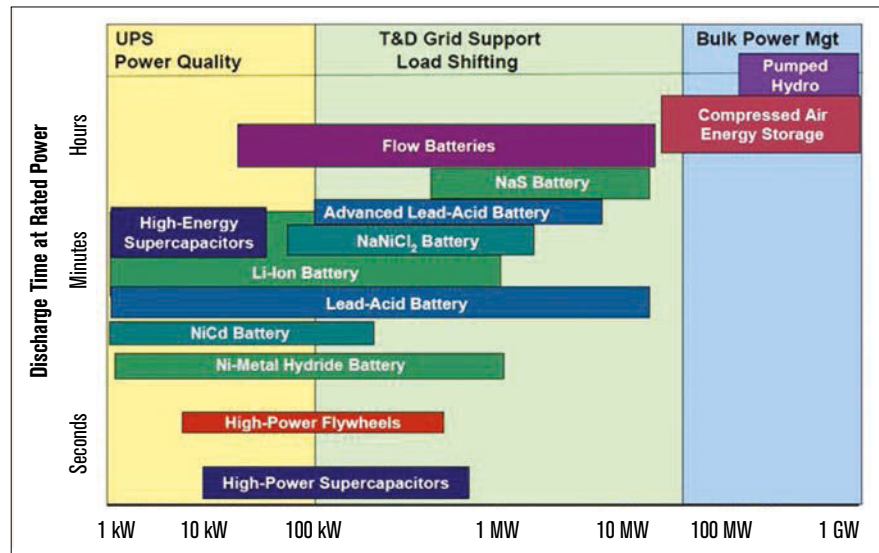 UPS
Power Quality
T&D Grid Support
Load Shifting
Bulk Power Mgt
Pumped
Hydro
Compressed Air
Energy Storage
Flow Batteries
NaS Battery
Advanced Lead-Acid Battery
High-Energy
Supercapacitors
NaNiCl₂ Battery
Li-Ion Battery
Lead-Acid Battery
NiCd Battery
Ni-Metal Hydride Battery
High-Power Flywheels
High-Power Supercapacitors
Discharge Time at Rated Power
Hours
Minutes
Seconds
1 kW
10 kW
100 kW
1 MW
10 MW
100 MW
1 GW